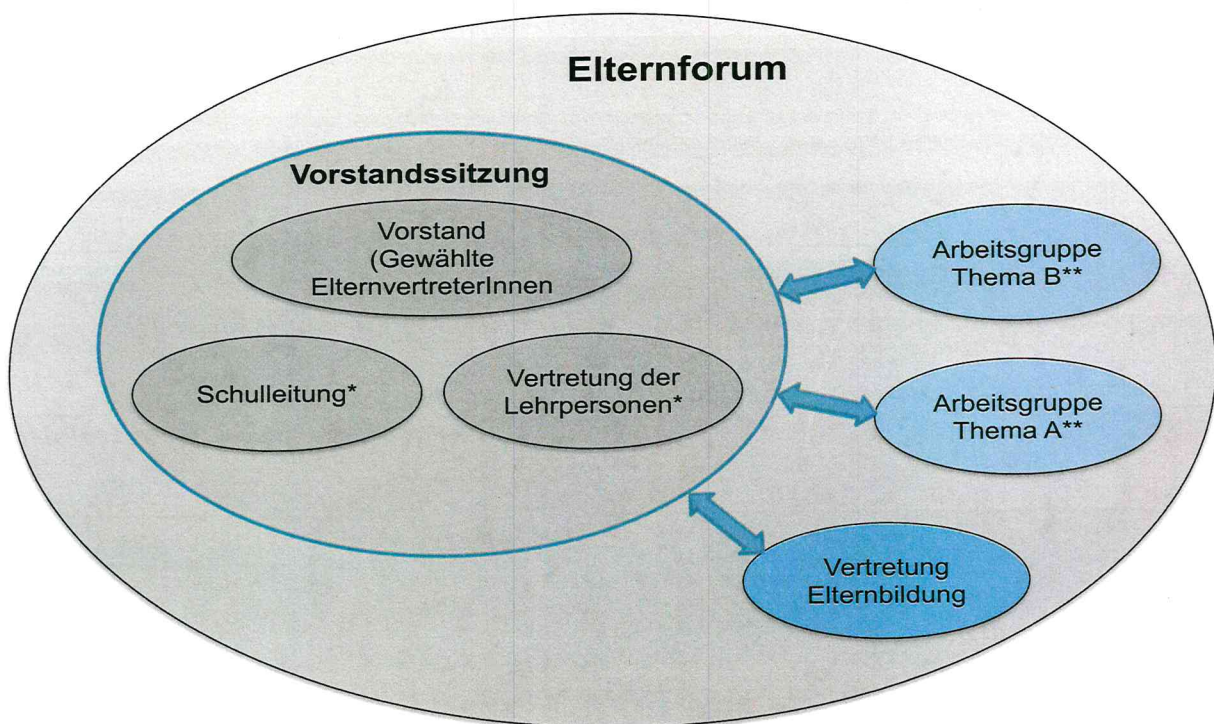 Elternforum
Vorstandssitzung
Vorstand
(Gewählte
ElternvertreterInnen
Schulleitung*
Vertretung der
Lehrpersonen*
Arbeitsgruppe
Thema B**
Arbeitsgruppe
Thema A**
Vertretung
Elternbildung